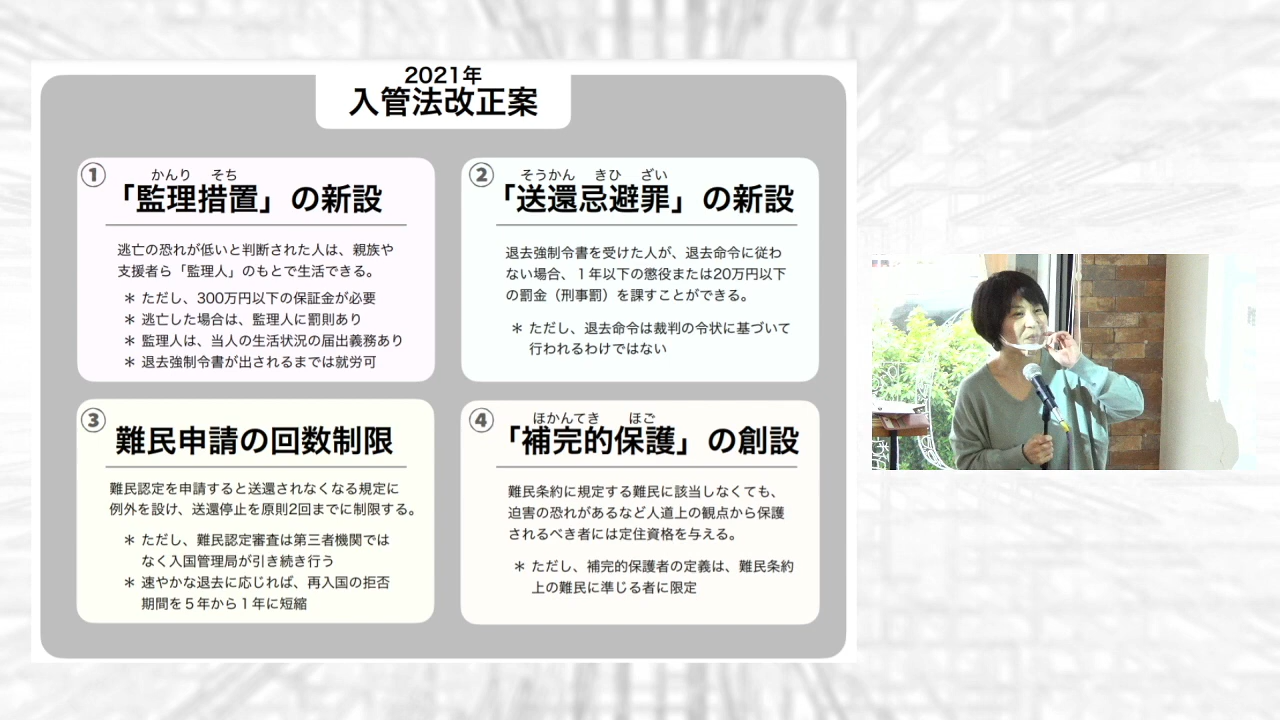 2021年
入管法改正案
①
かんり そち
「監理措置」の新設
逃亡の恐れが低いと判断された人は、親族や
支援者ら「監理人」のもとで生活できる。
＊ ただし、300万円以下の保証金が必要
＊ 逃亡した場合は、監理人に罰則あり
＊ 監理人は、当人の生活状況の届出義務あり
＊ 退去強制令書が出されるまでは就労可
②
そうかん きひ ざい
「送還忌避罪」の新設
退去強制令書を受けた人が、退去命令に従わ
ない場合、１年以下の懲役または20万円以下
の罰金（刑事罰）を課すことができる。
＊ ただし、退去命令は裁判の令状に基づいて
行われるわけではない
③
難民申請の回数制限
難民認定を申請すると送還されなくなる規定に
例外を設け、送還停止を原則2回までに制限する。
＊ ただし、難民認定審査は第三者機関では
なく入国管理局が引き続き行う
＊ 速やかな退去に応じれば、再入国の拒否
期間を５年から１年に短縮
④
ほかんてき ほご
「補完的保護」の創設
難民条約に規定する難民に該当しなくても、
迫害の恐れがあるなど人道上の観点から保護
されるべき者には定住資格を与える。
＊ ただし、補完的保護者の定義は、難民条約
上の難民に準じる者に限定